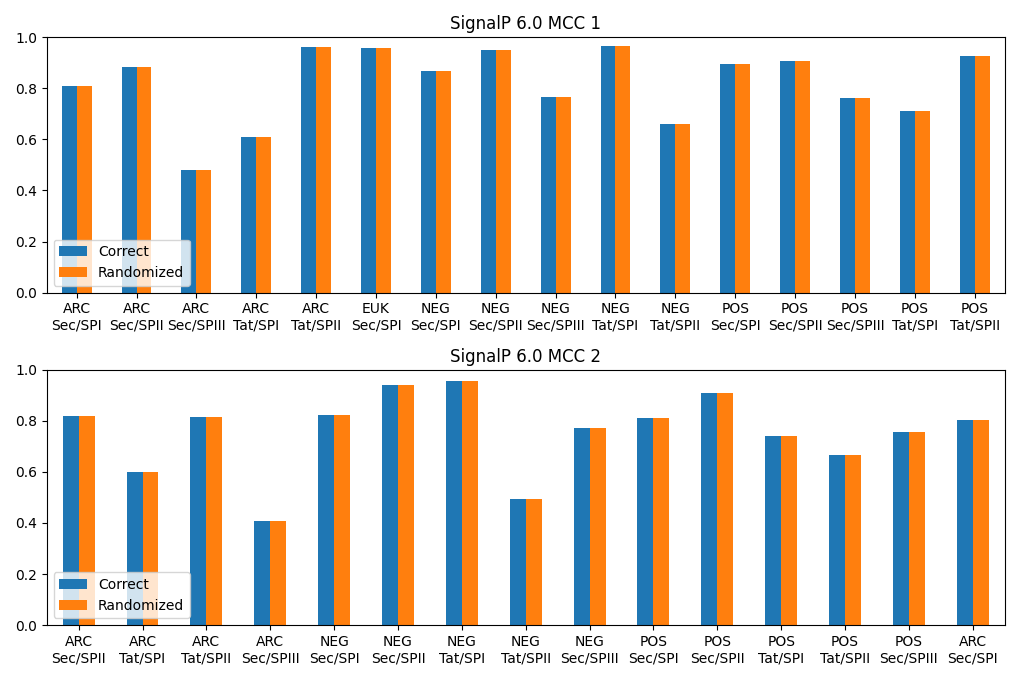 SignalP 6.0 MCC 1
1.0
0.8
0.6
0.4
0.2
0.0
Correct
Randomized
ARC ARC ARC ARC ARC EUK NEG NEG NEG NEG NEG POS POS POS POS POS
Sec/SPI Sec/SPII Sec/SPIII Tat/SPI Tat/SPII Sec/SPI Sec/SPI Sec/SPII Sec/SPIII Tat/SPI Tat/SPII Sec/SPI Sec/SPII Sec/SPIII Tat/SPI Tat/SPII
SignalP 6.0 MCC 2
1.0
0.8
0.6
0.4
0.2
0.0
Correct
Randomized
ARC ARC ARC ARC NEG NEG NEG NEG NEG POS POS POS POS POS ARC
Sec/SPII Tat/SPI Tat/SPII Sec/SPIII Sec/SPI Sec/SPII Tat/SPI Tat/SPII Sec/SPIII Sec/SPI Sec/SPII Tat/SPI Tat/SPII Sec/SPIII Sec/SPI